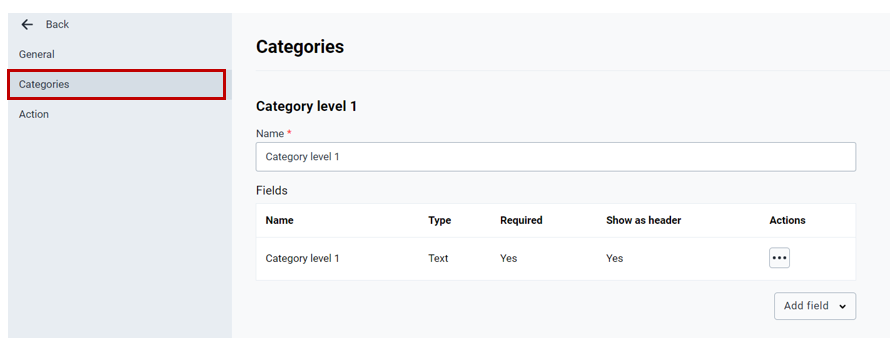 Back
General
Categories
Action
Categories
Category level 1
Name *
Category level 1
Fields
Name Type Required Show as header Actions
Category level 1 Text Yes Yes
Add field